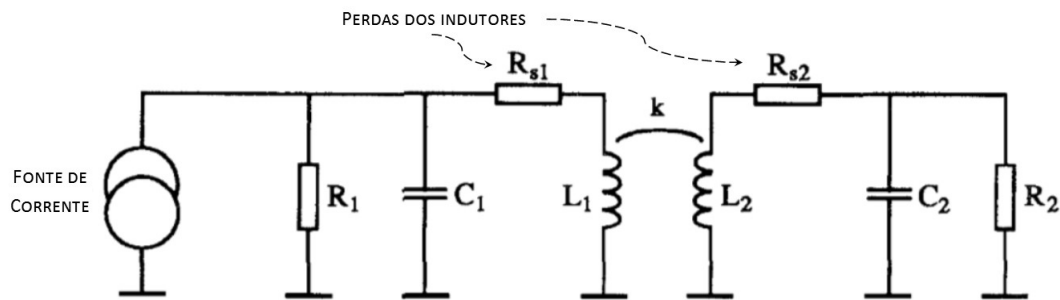 PERDAS DOS INDUTORES
Rs1
Rs2
k
FONTE DE
CORRENTE
R1
C1
L1
L2
C2
R2